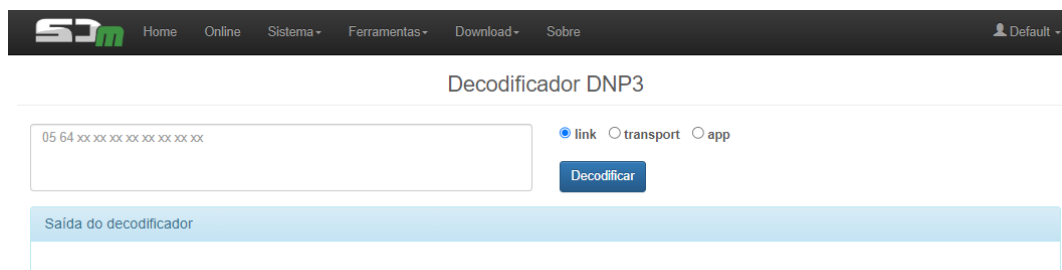 SDm Home Online Sistema Ferramentas Download Sobre Default
Decodificador DNP3
05 64 xx xx xx xx xx xx xx xx link transport app
Decodificar
Saída do decodificador